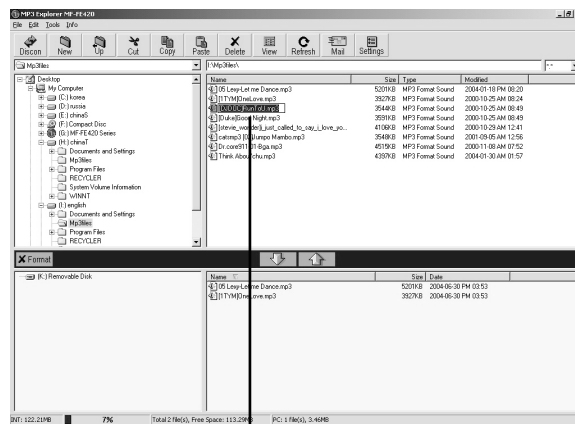 MP3 Explorer MF-FE420
File Edit Tools Info
Discon New Up Cut Copy Paste Delete View Refresh Mail Settings
Mp3files
I:\Mp3files\
Desktop
My Computer
(C:) korea
(D:) russia
(E:) chinaS
(F:) Compact Disc
(G:) MF-FE420 Series
(H:) chinaT
Documents and Settings
Mp3files
Program Files
RECYCLER
System Volume Information
WINNT
(I:) english
Documents and Settings
Mp3files
Program Files
RECYCLER
Name Size Type Modified
05 Lexy-Let me Dance.mp3 5201KB MP3 Format Sound 2004-01-18 PM 08:20
[1TYM]OneLove.mp3 3927KB MP3 Format Sound 2000-10-25 AM 08:24
3544KB MP3 Format Sound 2000-10-25 AM 08:49
[Duke]Good Night.mp3 3591KB MP3 Format Sound 2000-10-25 AM 08:49
[stevie_wonder]i_just_called_to_say_i_love_yo... 4106KB MP3 Format Sound 2000-10-29 AM 12:41
Jumpo Mambo.mp3 3548KB MP3 Format Sound 2001-09-05 AM 12:56
Dr.core911 01-Bga.mp3 4515KB MP3 Format Sound 2000-11-08 AM 07:52
Think About 4397KB MP3 Format Sound 2004-01-30 AM 01:57
Format
(K:) Removable Disk
Name Size Date
05 Lexy-Let me Dance.mp3 5201KB 2004-06-30 PM 03:53
[1TYM]OneLove.mp3 3927KB 2004-06-30 PM 03:53
INT: 122.21MB 7% Total 2 file(s), Free Space: 113.29MB PC: 1 file(s), 3.46MB